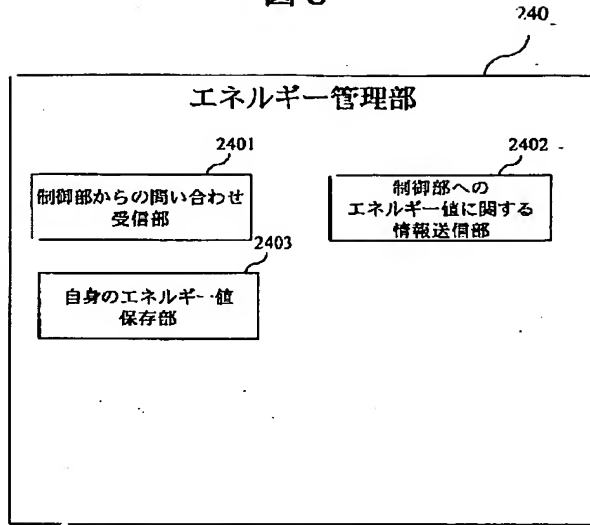 240
エネルギー管理部
2401
制御部からの問い合わせ
受信部
2402
制御部への
エネルギー値に関する
情報送信部
2403
自身のエネルギー値
保存部